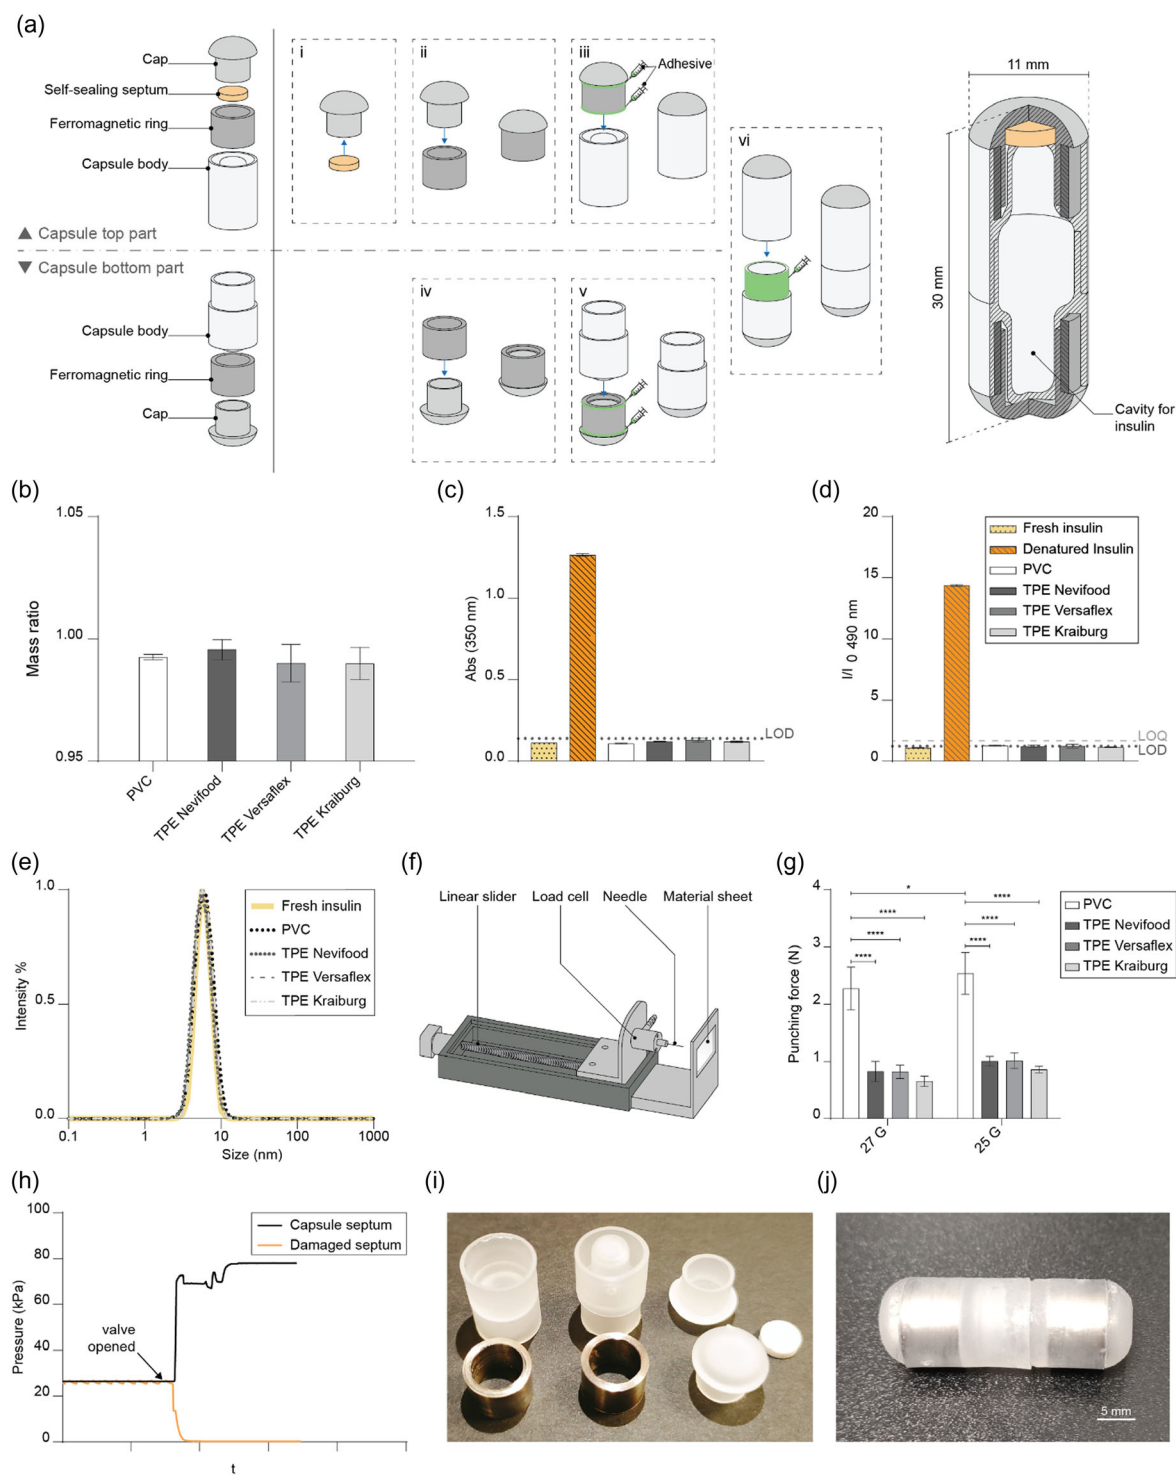 (a)
Cap
Self-sealing septum
Ferromagnetic ring
Capsule body
▲ Capsule top part
▼ Capsule bottom part
Capsule body
Ferromagnetic ring
Cap
i
ii
iii
Adhesive
iv
v
vi
11 mm
30 mm
Cavity for
insulin
(b)
Mass ratio
1.05
1.00
0.95
PVC
TPE Nevifood
TPE Versaflex
TPE Kraiburg
(c)
Abs (350 nm)
1.5
1.0
0.5
0.0
LOD
(d)
I/I 0 490 nm
20
15
10
5
0
LOQ
LOD
Fresh insulin
Denatured Insulin
PVC
TPE Nevifood
TPE Versaflex
TPE Kraiburg
(e)
Intensity %
1.0
0.5
0.0
0.1
1
10
100
1000
Size (nm)
Fresh insulin
PVC
TPE Nevifood
TPE Versaflex
TPE Kraiburg
(f)
Linear slider
Load cell
Needle
Material sheet
(g)
Punching force (N)
4
3
2
1
0
*
****
****
****
****
****
****
27 G
25 G
PVC
TPE Nevifood
TPE Versaflex
TPE Kraiburg
(h)
Pressure (kPa)
100
80
60
40
20
0
valve
opened
t
Capsule septum
Damaged septum
(i)
(j)
5 mm